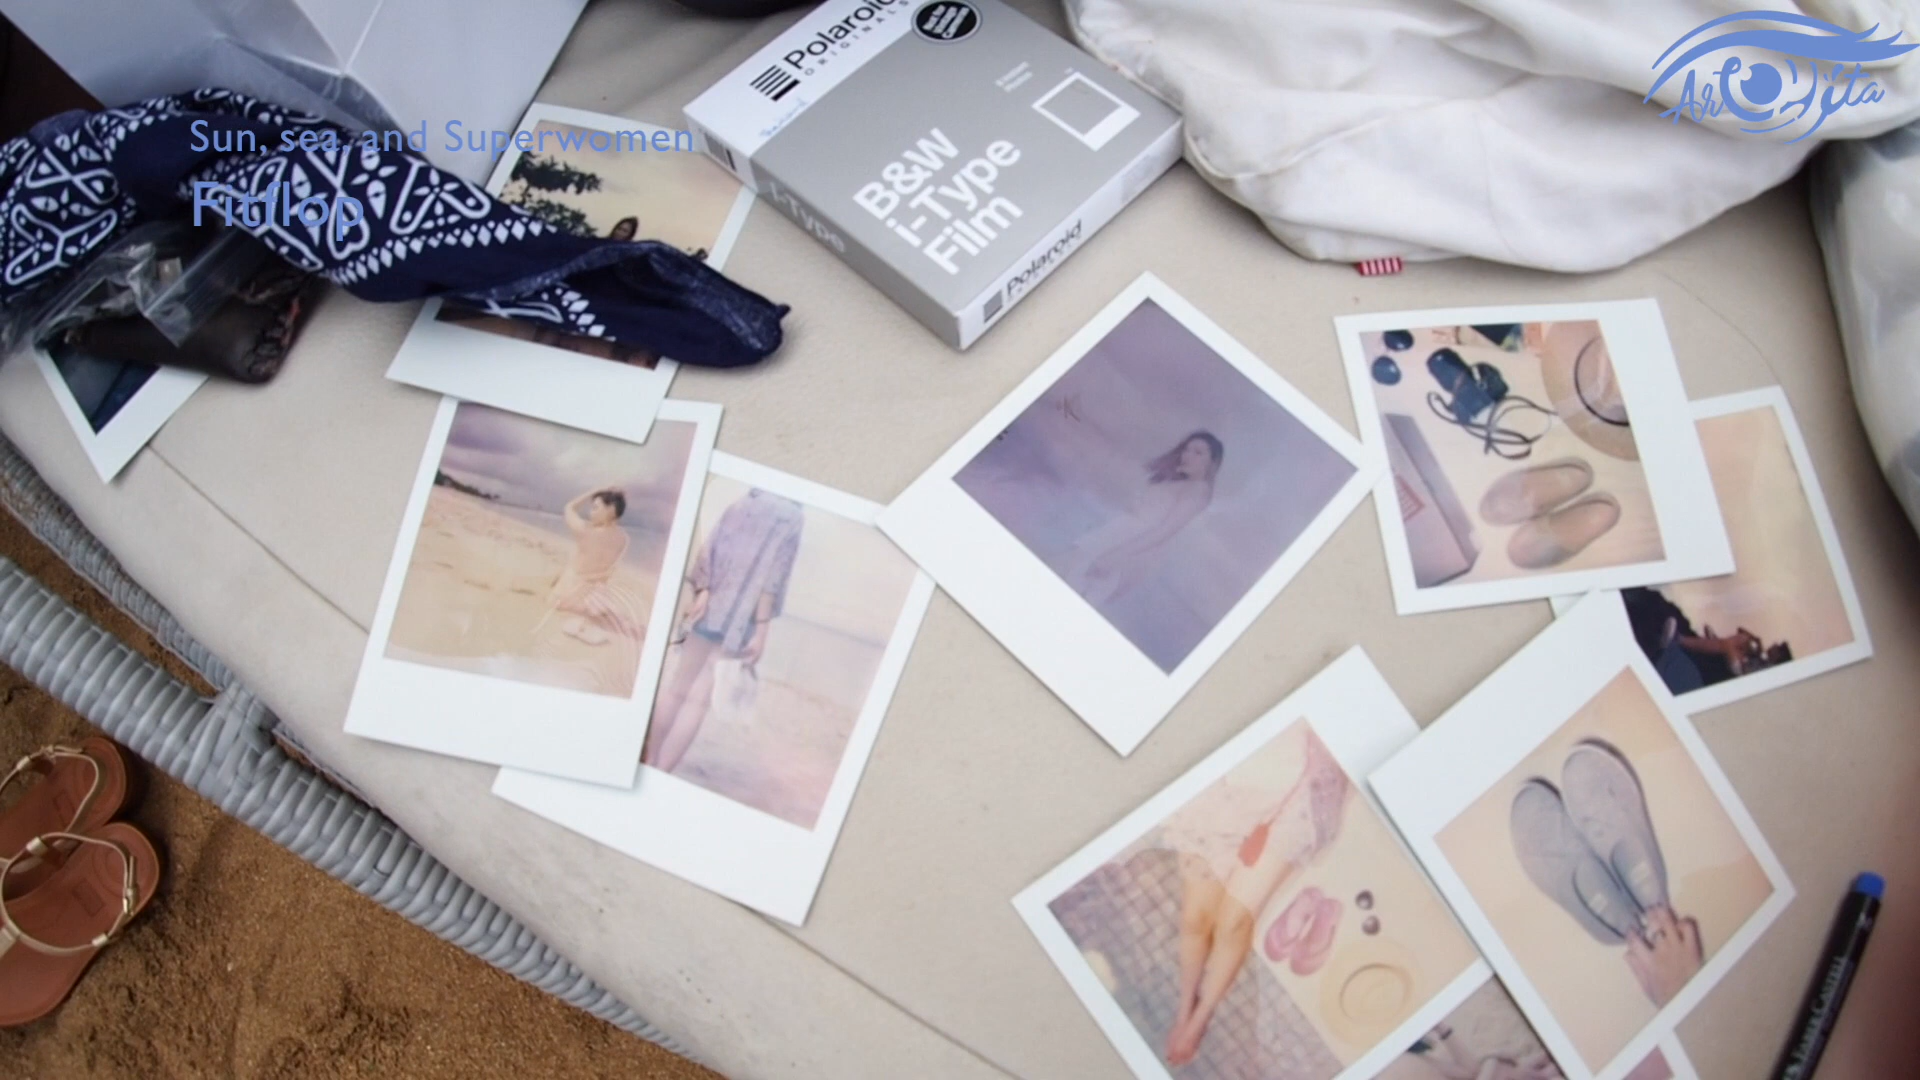 Sun, sea, and Superwomen
Fitflop
Polaroid
ORIGINALS
B&W
i-Type
Film
i-Type
Polaroid